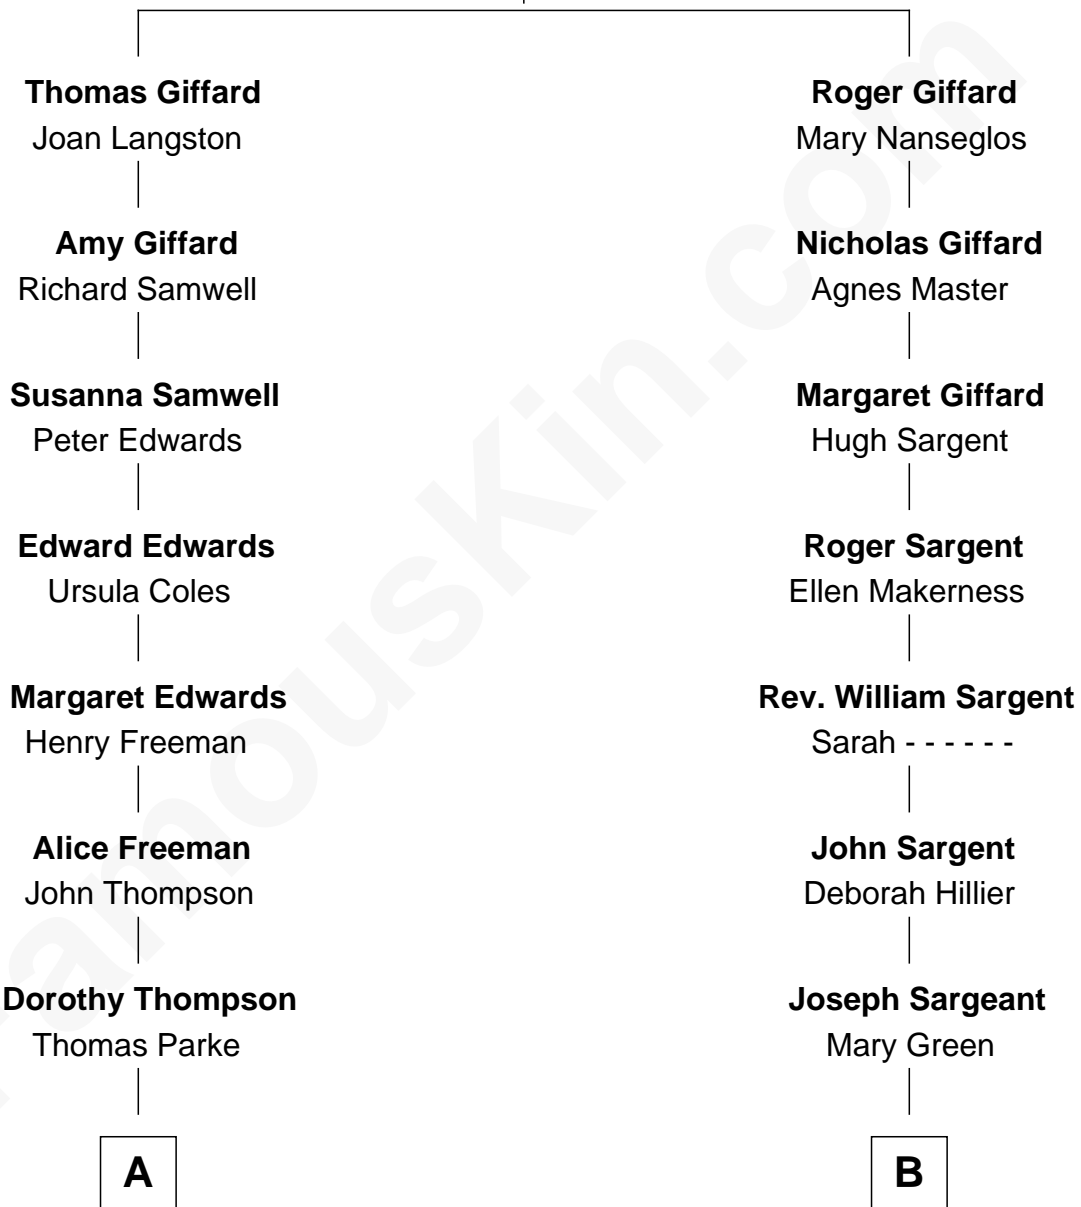 Thomas Giffard
Joan Langston
Amy Giffard
Richard Samwell
Susanna Samwell
Peter Edwards
Edward Edwards
Ursula Coles
Margaret Edwards
Henry Freeman
Alice Freeman
John Thompson
Dorothy Thompson
Thomas Parke
A
Roger Giffard
Mary Nanseglos
Nicholas Giffard
Agnes Master
Margaret Giffard
Hugh Sargent
Roger Sargent
Ellen Makerness
Rev. William Sargent
Sarah - - - - - -
John Sargent
Deborah Hillier
Joseph Sargeant
Mary Green
B
FamousKin.com